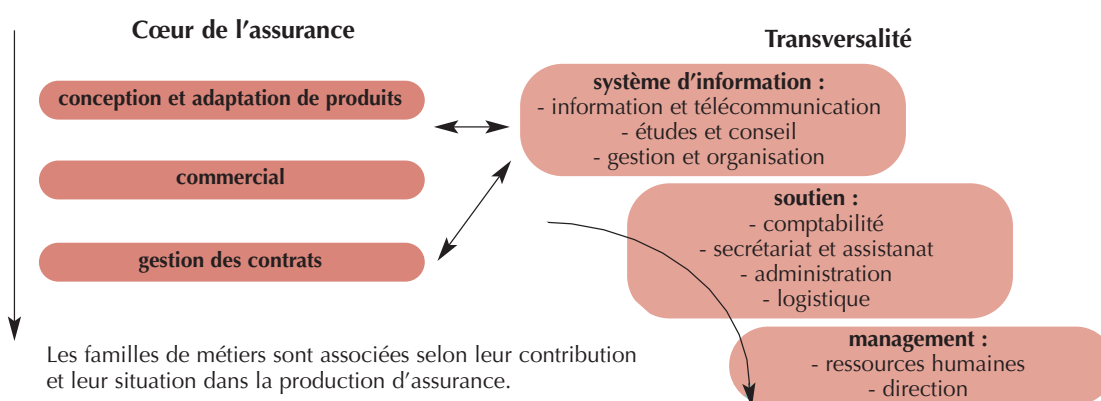 Cœur de l'assurance
conception et adaptation de produits
commercial
gestion des contrats
Transversalité
système d'information :
- information et télécommunication
- études et conseil
- gestion et organisation
soutien :
- comptabilité
- secrétariat et assistanat
- administration
- logistique
management :
- ressources humaines
- direction
Les familles de métiers sont associées selon leur contribution
et leur situation dans la production d'assurance.